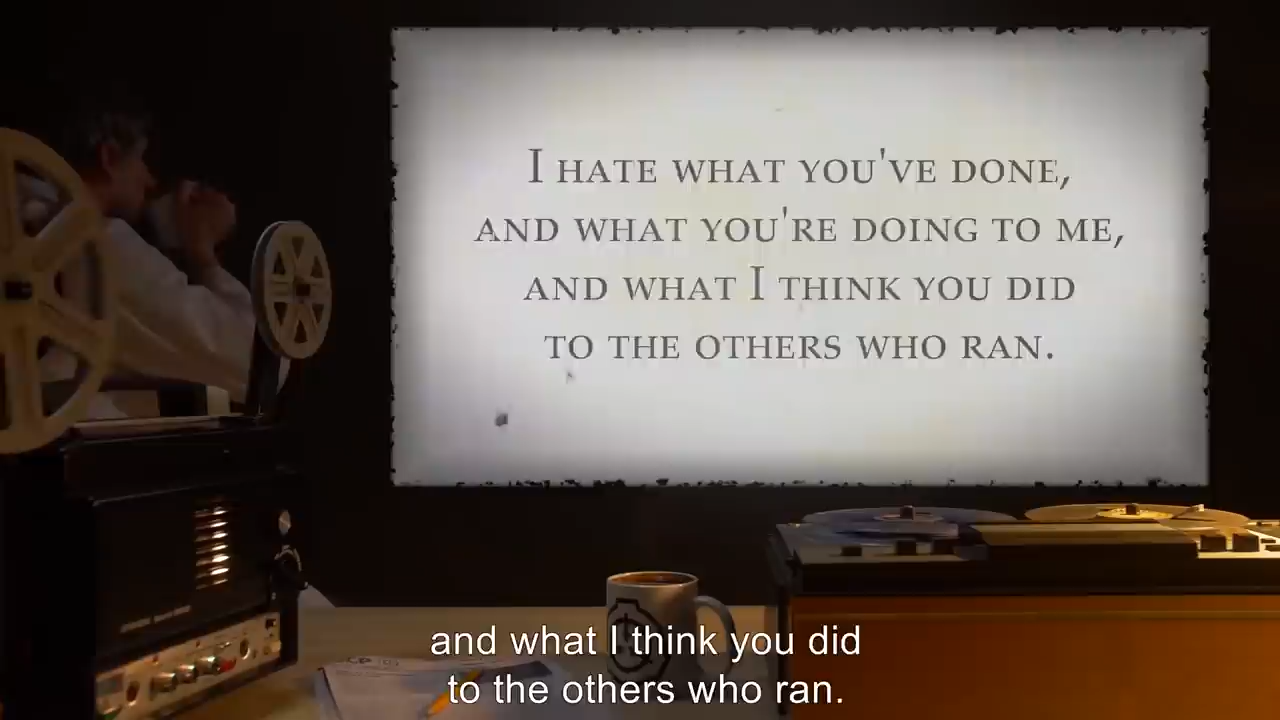 I HATE WHAT YOU'VE DONE,
AND WHAT YOU'RE DOING TO ME,
AND WHAT I THINK YOU DID
TO THE OTHERS WHO RAN.
and what I think you did
to the others who ran.